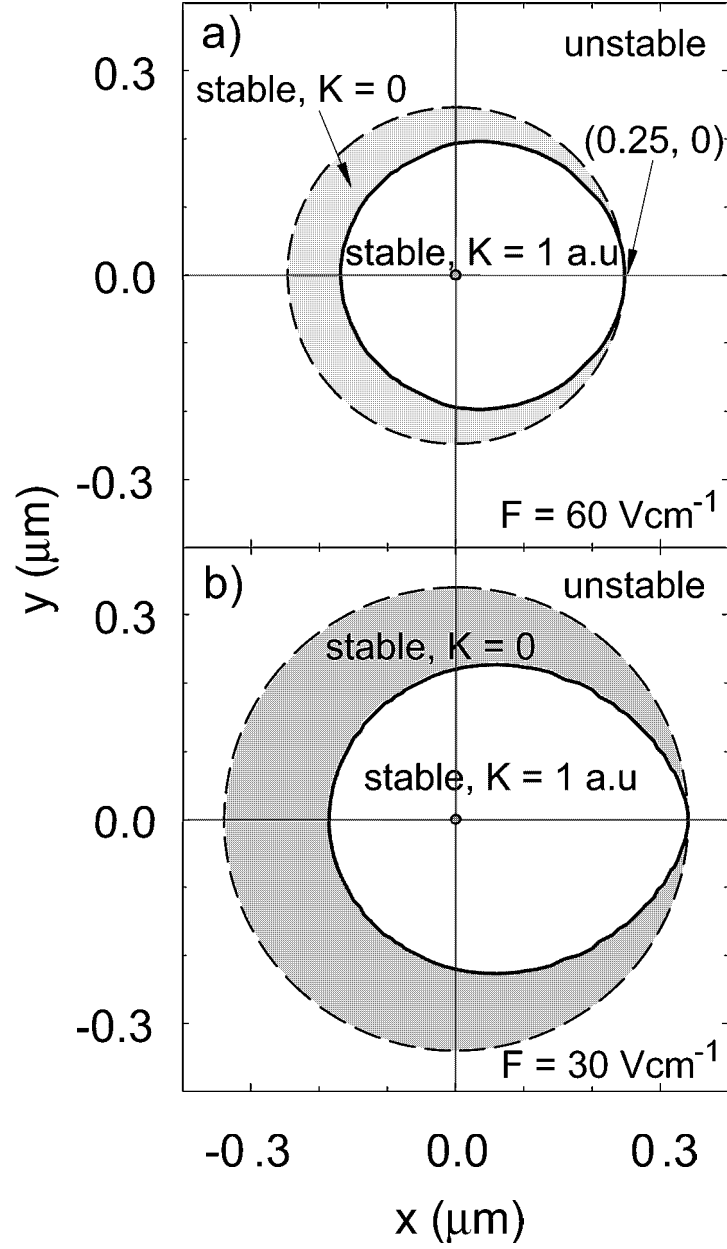 a)
unstable
0.3
stable, K = 0
(0.25, 0)
stable, K = 1 a.u
0.0
-0.3
F = 60 Vcm⁻¹
y (μm)
b)
unstable
0.3
stable, K = 0
stable, K = 1 a.u
0.0
-0.3
F = 30 Vcm⁻¹
-0.3 0.0 0.3
x (μm)